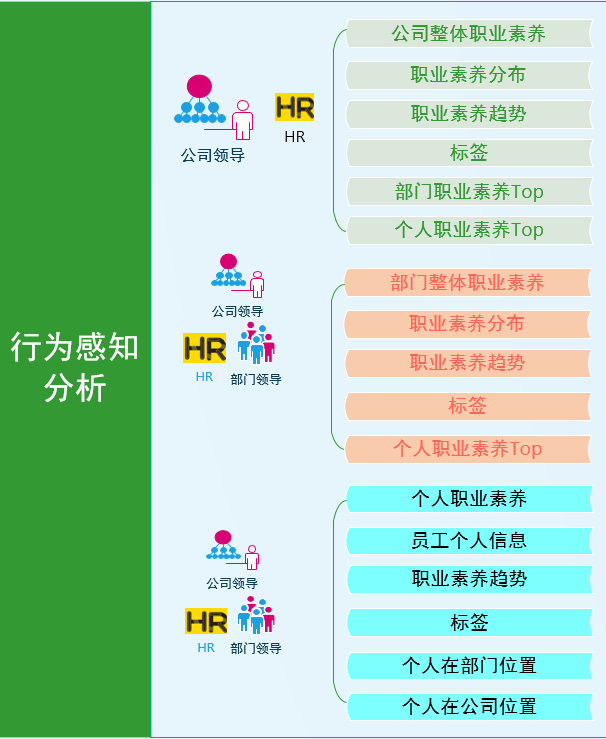 行为感知
分析
HR
HR
公司领导
公司整体职业素养
职业素养分布
职业素养趋势
标签
部门职业素养Top
个人职业素养Top
公司领导
HR
HR
部门领导
部门整体职业素养
职业素养分布
职业素养趋势
标签
个人职业素养Top
公司领导
HR
HR
部门领导
个人职业素养
员工个人信息
职业素养趋势
标签
个人在部门位置
个人在公司位置